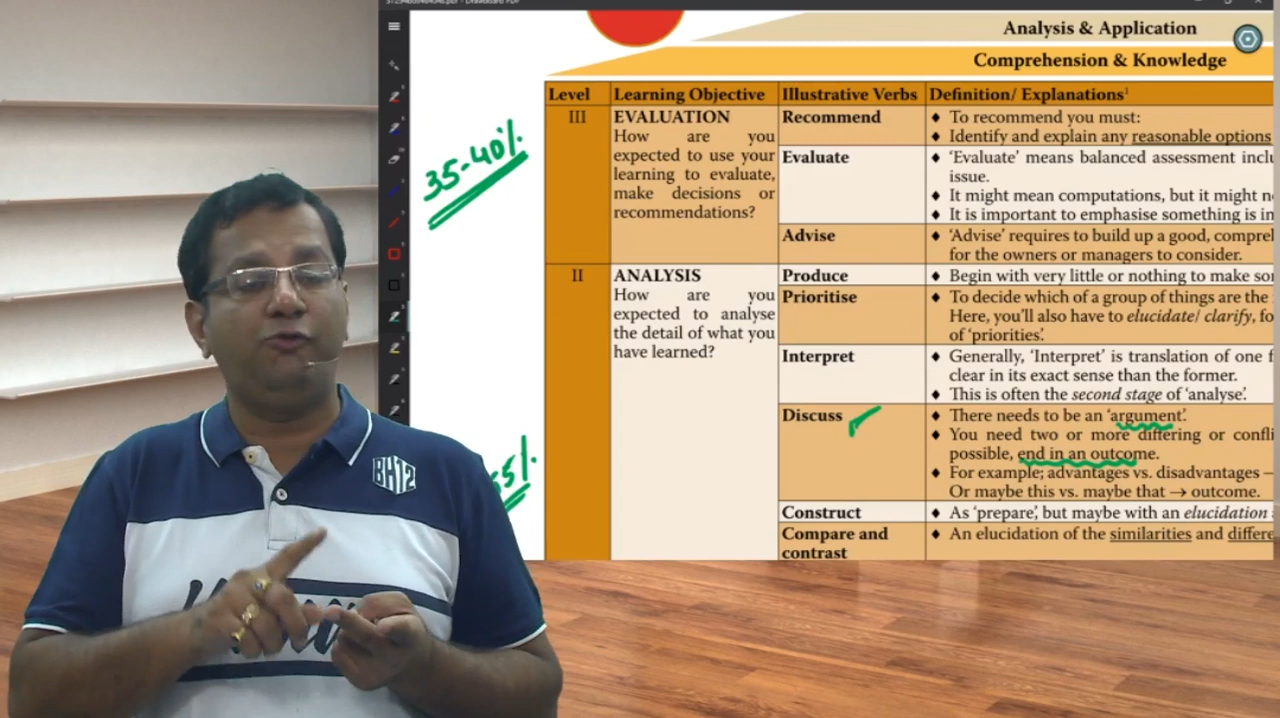 Analysis & Application
Comprehension & Knowledge
Level Learning Objective Illustrative Verbs Definition/ Explanations¹
III EVALUATION
How are you
expected to use your
learning to evaluate,
make decisions or
recommendations?
Recommend
♦ To recommend you must:
♦ Identify and explain any reasonable options
Evaluate
♦ ‘Evaluate’ means balanced assessment inclu
issue.
♦ It might mean computations, but it might n
♦ It is important to emphasise something is in
Advise
♦ ‘Advise’ requires to build up a good, comprel
for the owners or managers to consider.
II ANALYSIS
How are you
expected to analyse
the detail of what you
have learned?
Produce
♦ Begin with very little or nothing to make so
Prioritise
♦ To decide which of a group of things are the
Here, you’ll also have to elucidate/ clarify, fo
of ‘priorities’.
Interpret
♦ Generally, ‘Interpret’ is translation of one f
clear in its exact sense than the former.
♦ This is often the second stage of ‘analyse’.
Discuss
♦ There needs to be an ‘argument’.
♦ You need two or more differing or confli
possible, end in an outcome.
♦ For example; advantages vs. disadvantages –
Or maybe this vs. maybe that → outcome.
Construct
♦ As ‘prepare’, but maybe with an elucidation
Compare and
contrast
♦ An elucidation of the similarities and differe
35-40%
55%
BH12